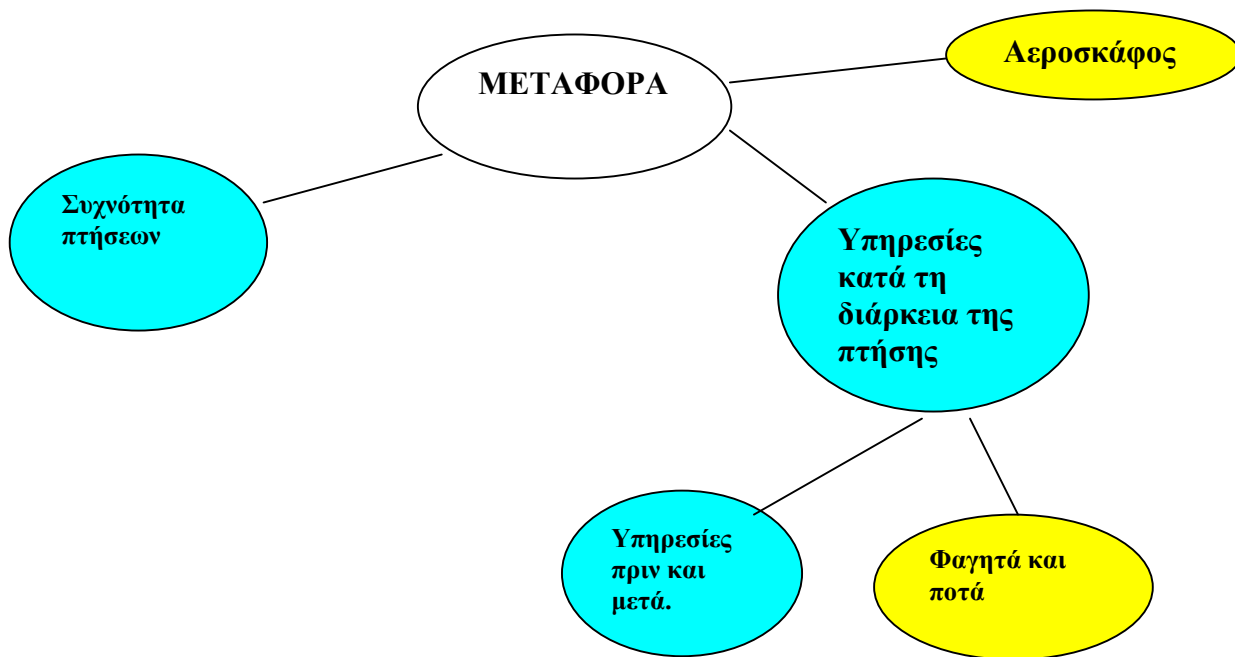 Αεροσκάφος
ΜΕΤΑΦΟΡΑ
Συχνότητα
πτήσεων
Υπηρεσίες
κατά τη
διάρκεια της
πτήσης
Υπηρεσίες
πριν και
μετά.
Φαγητά και
ποτά